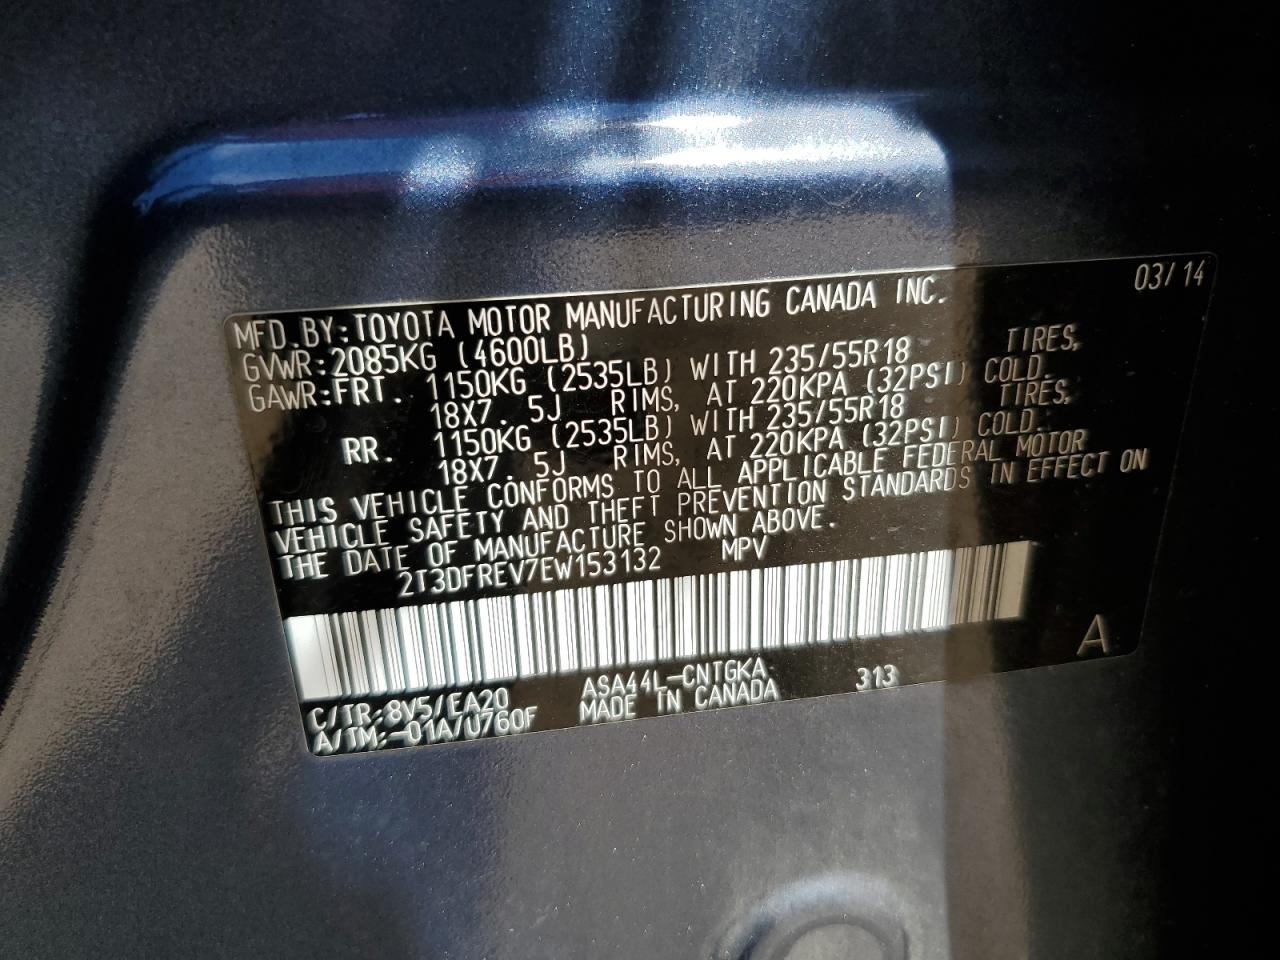 03/14
MFD.BY:TOYOTA MOTOR MANUFACTURING CANADA INC.
GVWR:2085KG (4600LB)
GAWR:FRT. 1150KG (2535LB) WITH 235/55R18 TIRES,
18X7.5J RIMS, AT 220KPA (32PSI) COLD.
RR. 1150KG (2535LB) WITH 235/55R18 TIRES,
18X7.5J RIMS, AT 220KPA (32PSI) COLD.
THIS VEHICLE CONFORMS TO ALL APPLICABLE FEDERAL MOTOR
VEHICLE SAFETY AND THEFT PREVENTION STANDARDS IN EFFECT ON
THE DATE OF MANUFACTURE SHOWN ABOVE.
2T3DFREV7EW153132 MPV
A
C/TR:8V5/EA20 ASA44L-CNTGKA 313
A/TM:-01A/U760F MADE IN CANADA